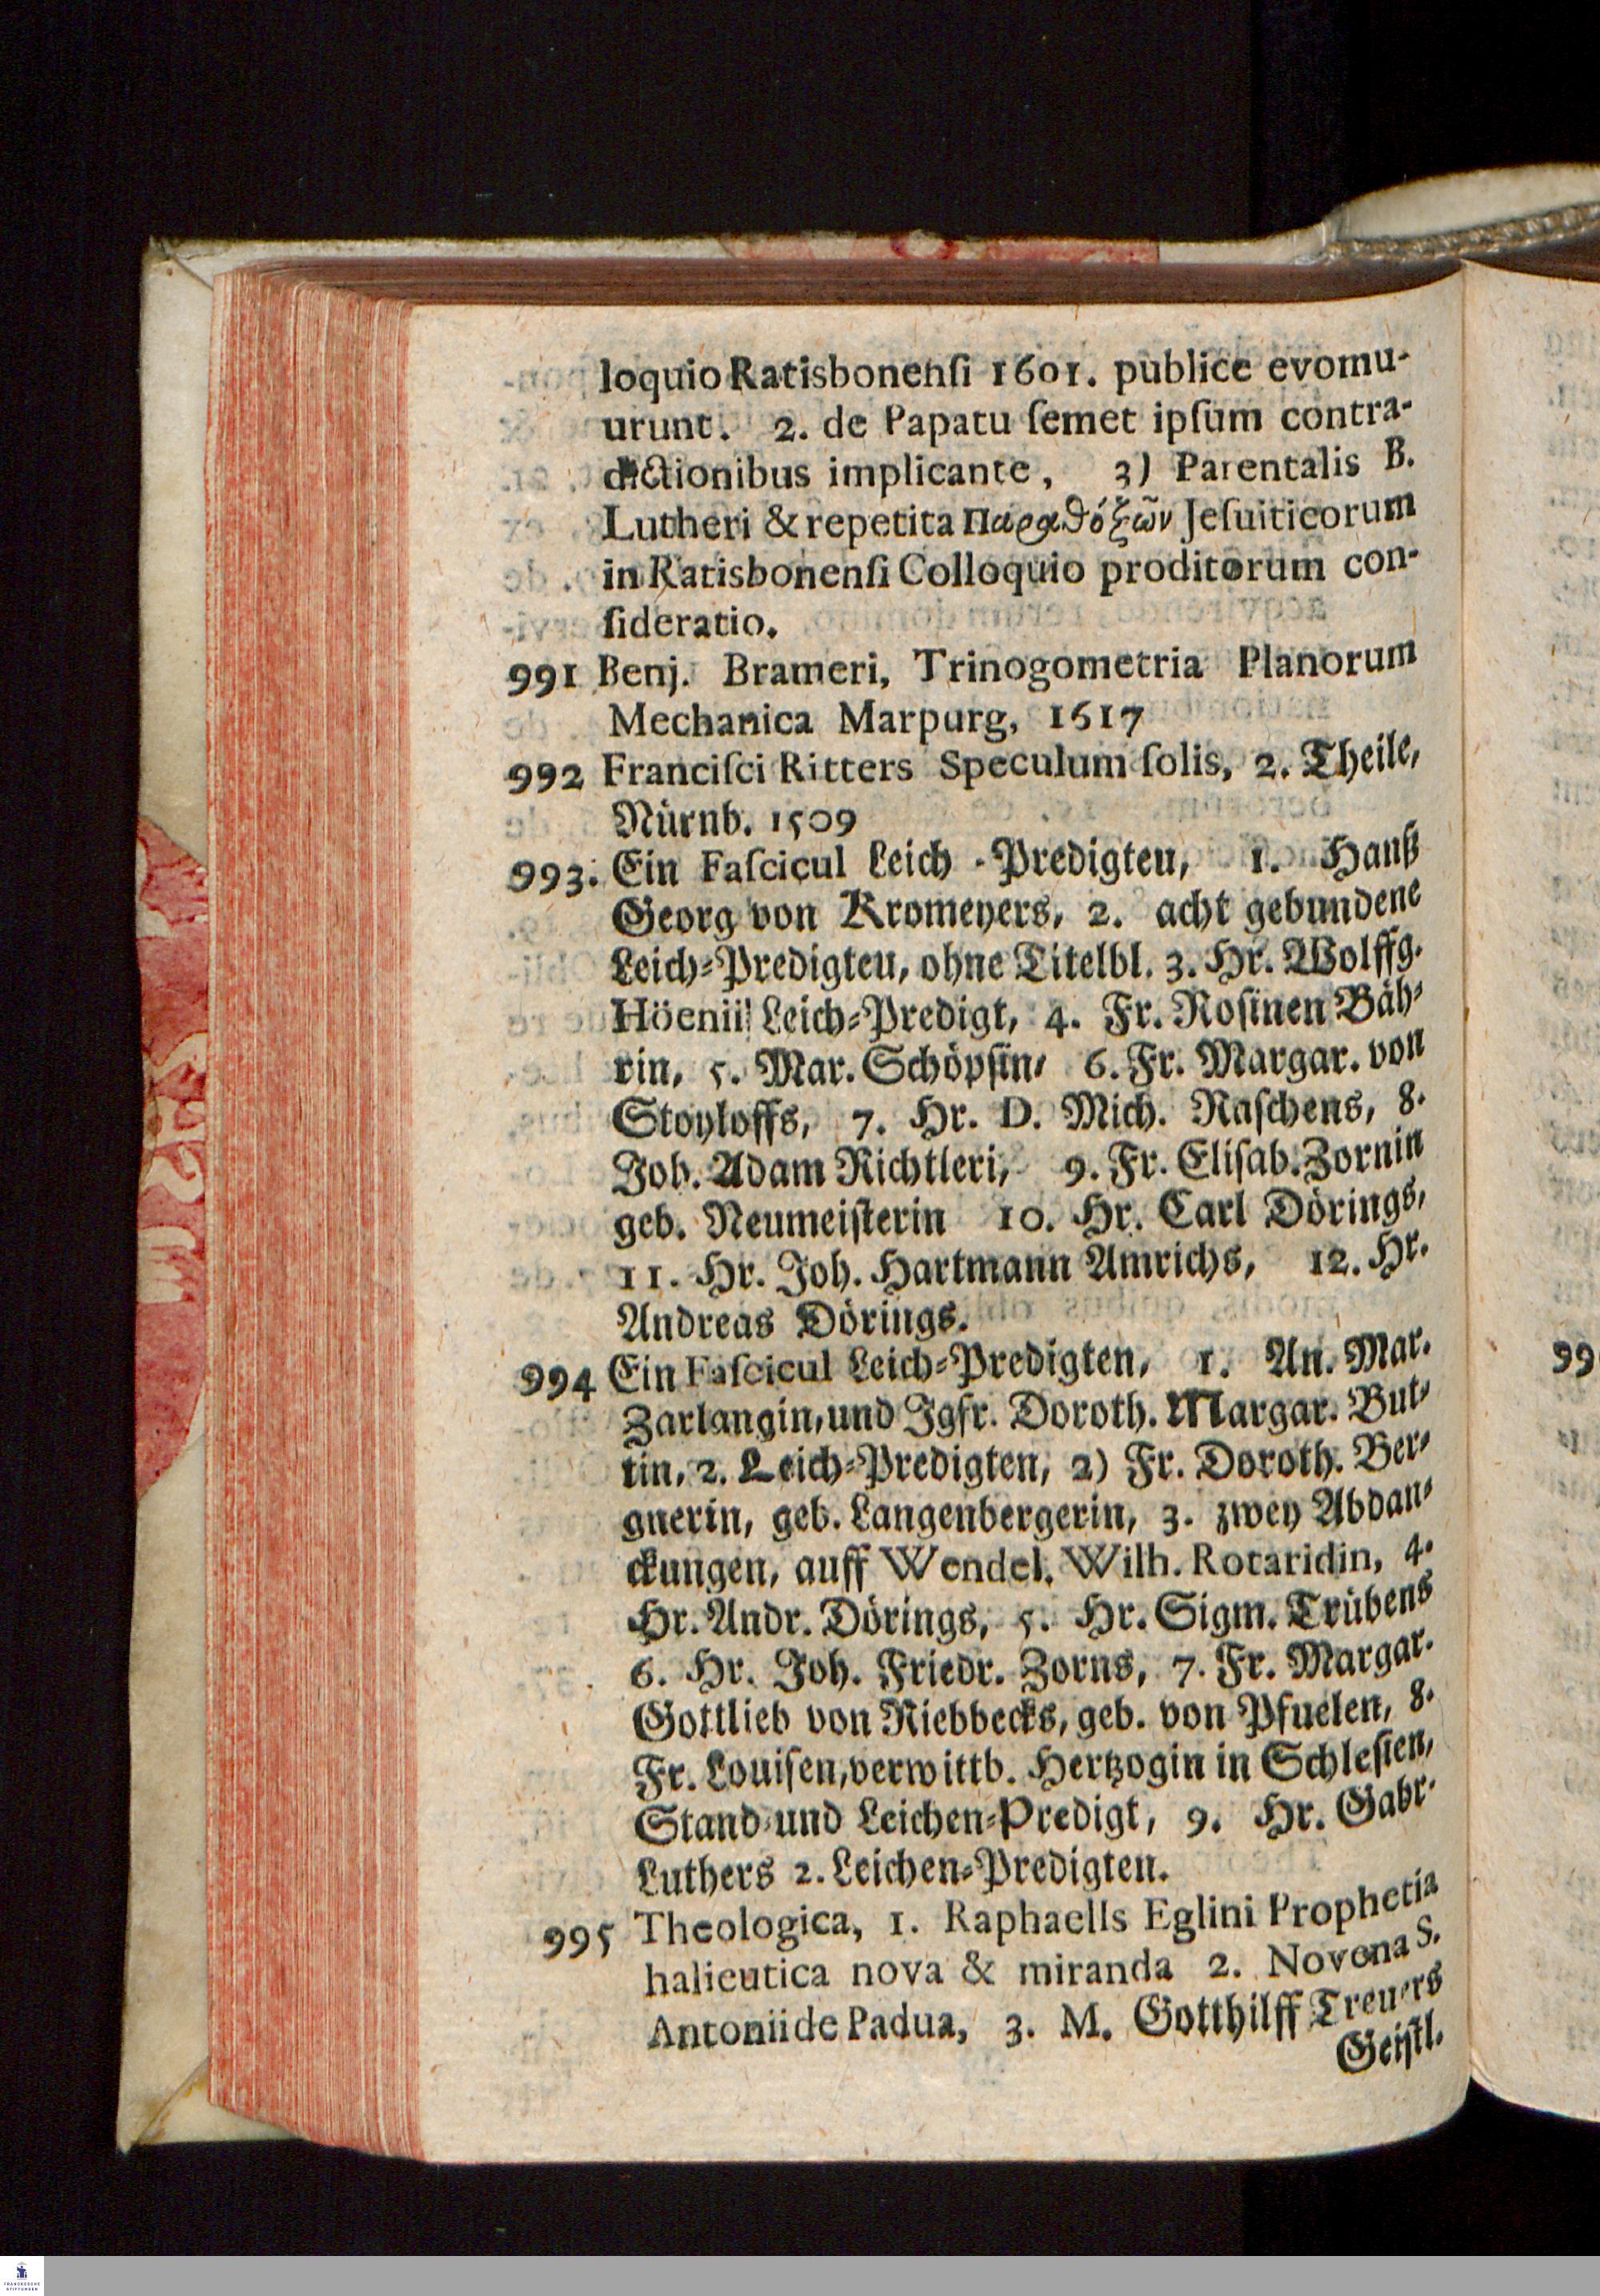 loquio Ratisbonenſi 1601. publice evomu-
urunt. 2. de Papatu ſemet ipſum contra-
dictionibus implicante, 3) Parentalis B.
Lutheri & repetita Παραθόξῶν Jeſuiticorum
in Ratisbonenſi Colloquio proditorum con-
ſideratio.
991 Benj. Brameri, Trinogometria Planorum
Mechanica Marpurg, 1617
992 Franciſci Ritters Speculum ſolis, 2. Theile,
Nürnb. 1509
993. Ein Faſcicul Leich-Predigteu, 1. Hanß
Georg von Kromeyers, 2. acht gebundene
Leich-Predigteu, ohne Titelbl. 3. Hr. Wolffg.
Höenii Leich-Predigt, 4. Fr. Roſinen Bäh-
rin, 5. Mar. Schöpſin, 6. Fr. Margar. von
Stoyloffs, 7. Hr. D. Mich. Raſchens, 8.
Joh. Adam Richtleri, 9. Fr. Eliſab. Zornin
geb. Neumeiſterin 10. Hr. Carl Dörings,
11. Hr. Joh. Hartmann Amrichs, 12. Hr.
Andreas Dörings.
994 Ein Faſcicul Leich-Predigten, 1. An. Mar.
Zarlangin, und Jgfr. Doroth. Margar. But-
tin, 2. Leich-Predigten, 2) Fr. Doroth. Ber-
gnerin, geb. Langenbergerin, 3. zwey Abdan-
ckungen, auff Wendel. Wilh. Rotaridin, 4.
Hr. Andr. Dörings, 5. Hr. Sigm. Trübens
6. Hr. Joh. Friedr. Zorns, 7. Fr. Margar.
Gottlieb von Riebbecks, geb. von Pfuelen, 8.
Fr. Louiſen, verwittb. Hertzogin in Schleſien,
Stand- und Leichen-Predigt, 9. Hr. Gabr.
Luthers 2. Leichen-Predigten.
995 Theologica, 1. Raphaells Eglini Prophetia
halieutica nova & miranda 2. Novena S.
Antonii de Padua, 3. M. Gotthilff Treuers
Geiſtl.
99
FRANCKESCHE
STIFTUNGEN